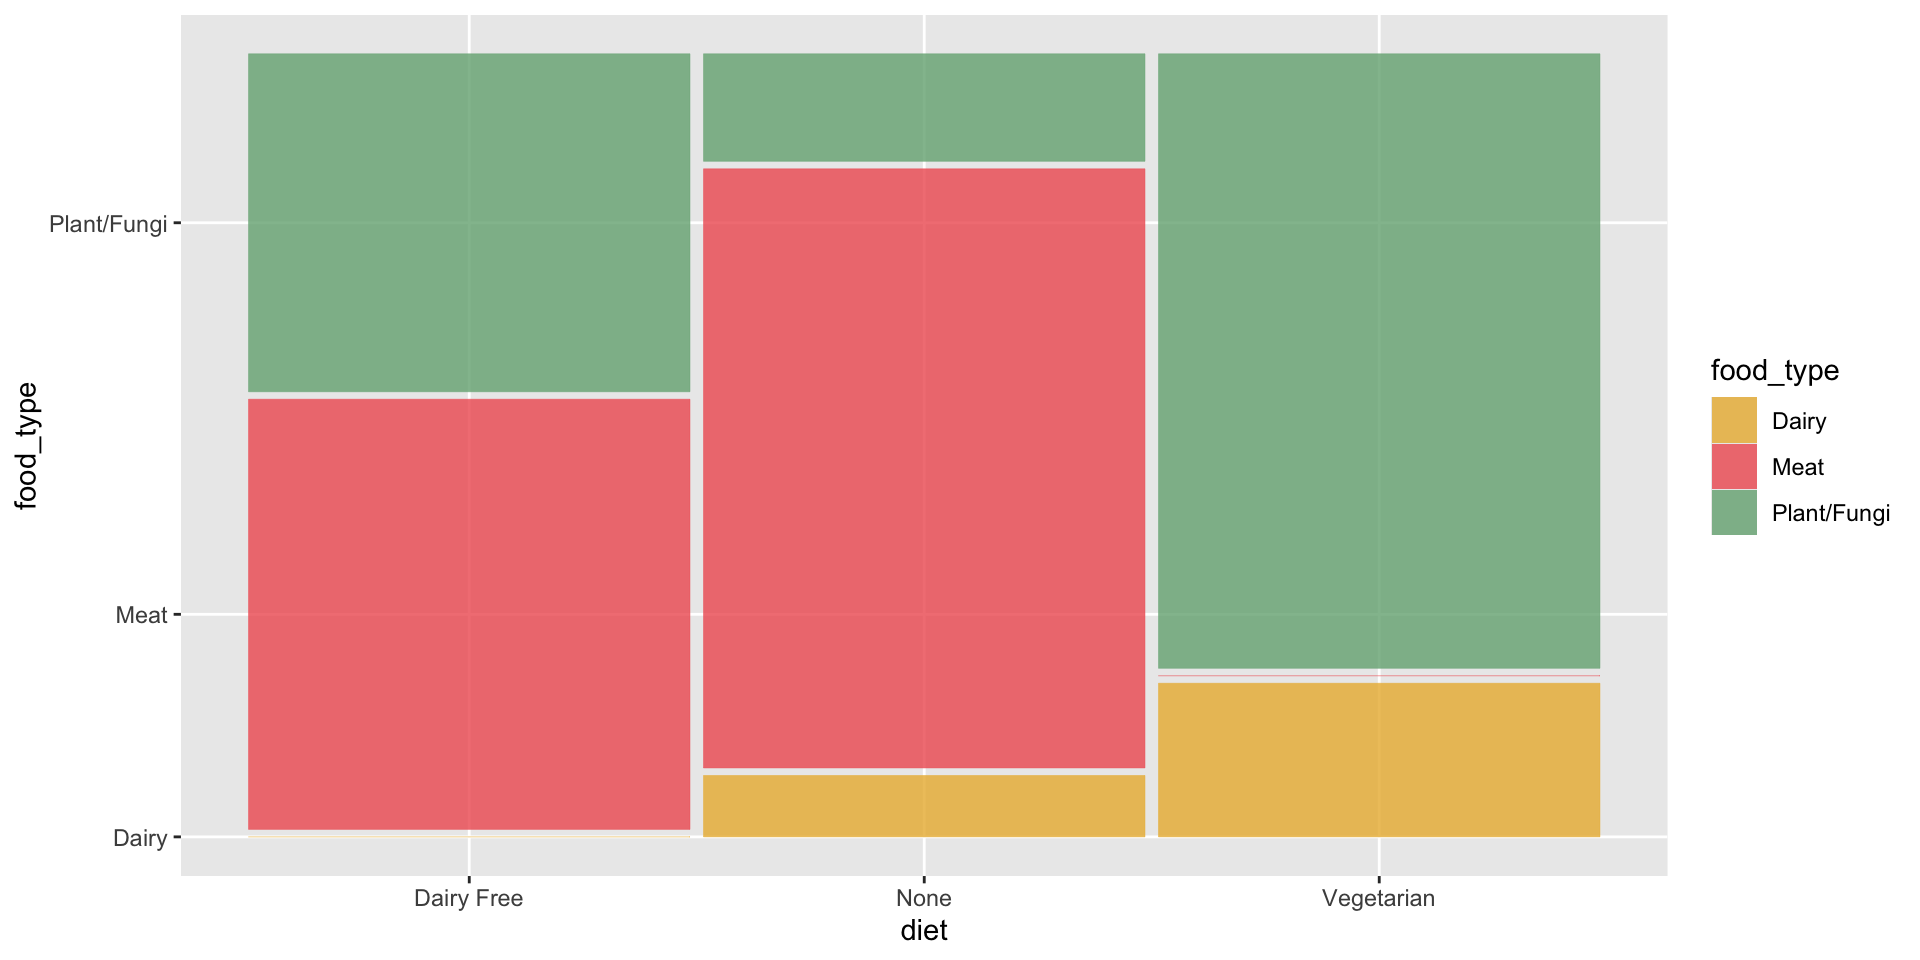 food_type
Plant/Fungi
Meat
Dairy
Dairy Free
None
Vegetarian
diet
food_type
Dairy
Meat
Plant/Fungi